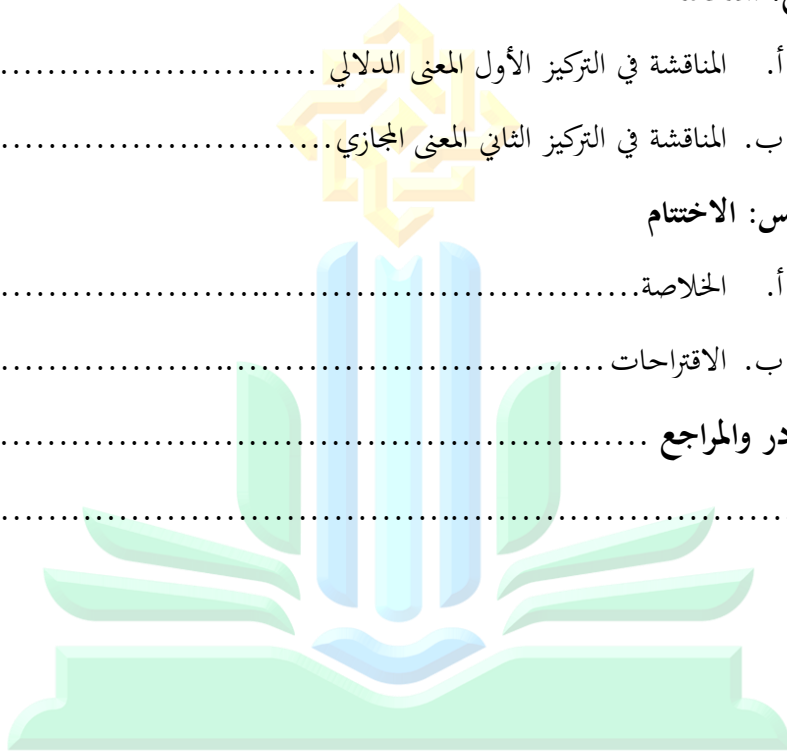 أ. المناقشة في التركيز الأول المعنى الدلالي ............................
ب. المناقشة في التركيز الثاني المعنى المجازي............................
س: الاختتام
أ. الخلاصة.....................................................
ب. الاقتراحات ....................................................
در والمراجع ......................................................
..................................................................